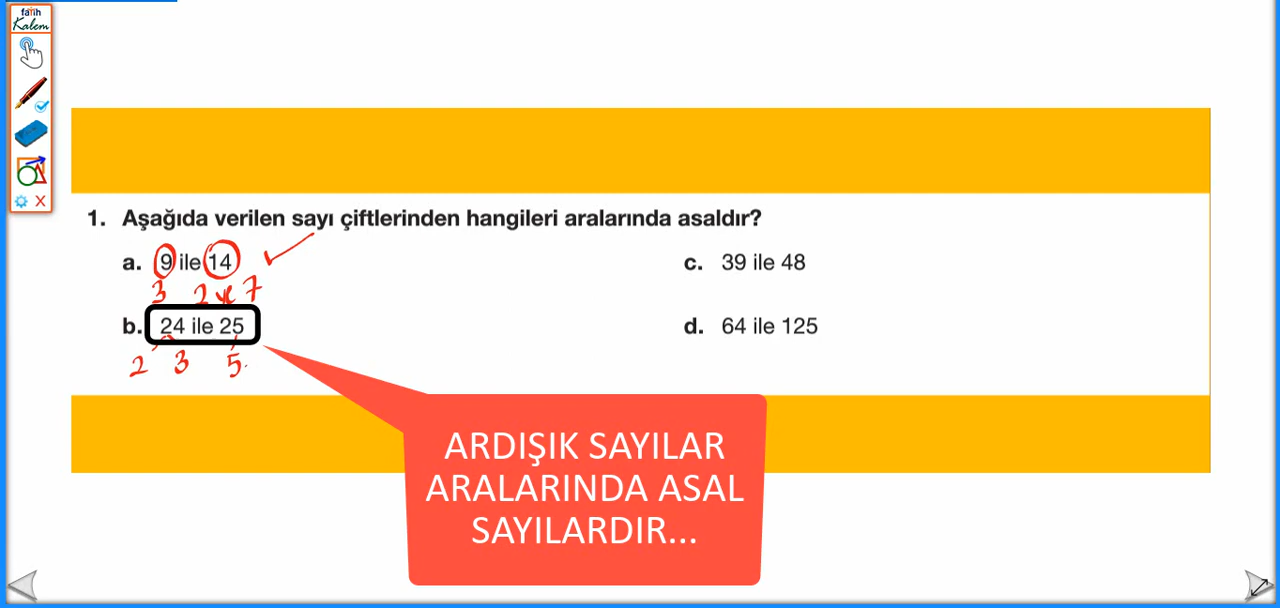 fatih
Kalem
1. Aşağıda verilen sayı çiftlerinden hangileri aralarında asaldır?
a. 9 ile 14
3 2 ve 7
b. 24 ile 25
2 3 5
c. 39 ile 48
d. 64 ile 125
ARDIŞIK SAYILAR
ARALARINDA ASAL
SAYILARDIR...